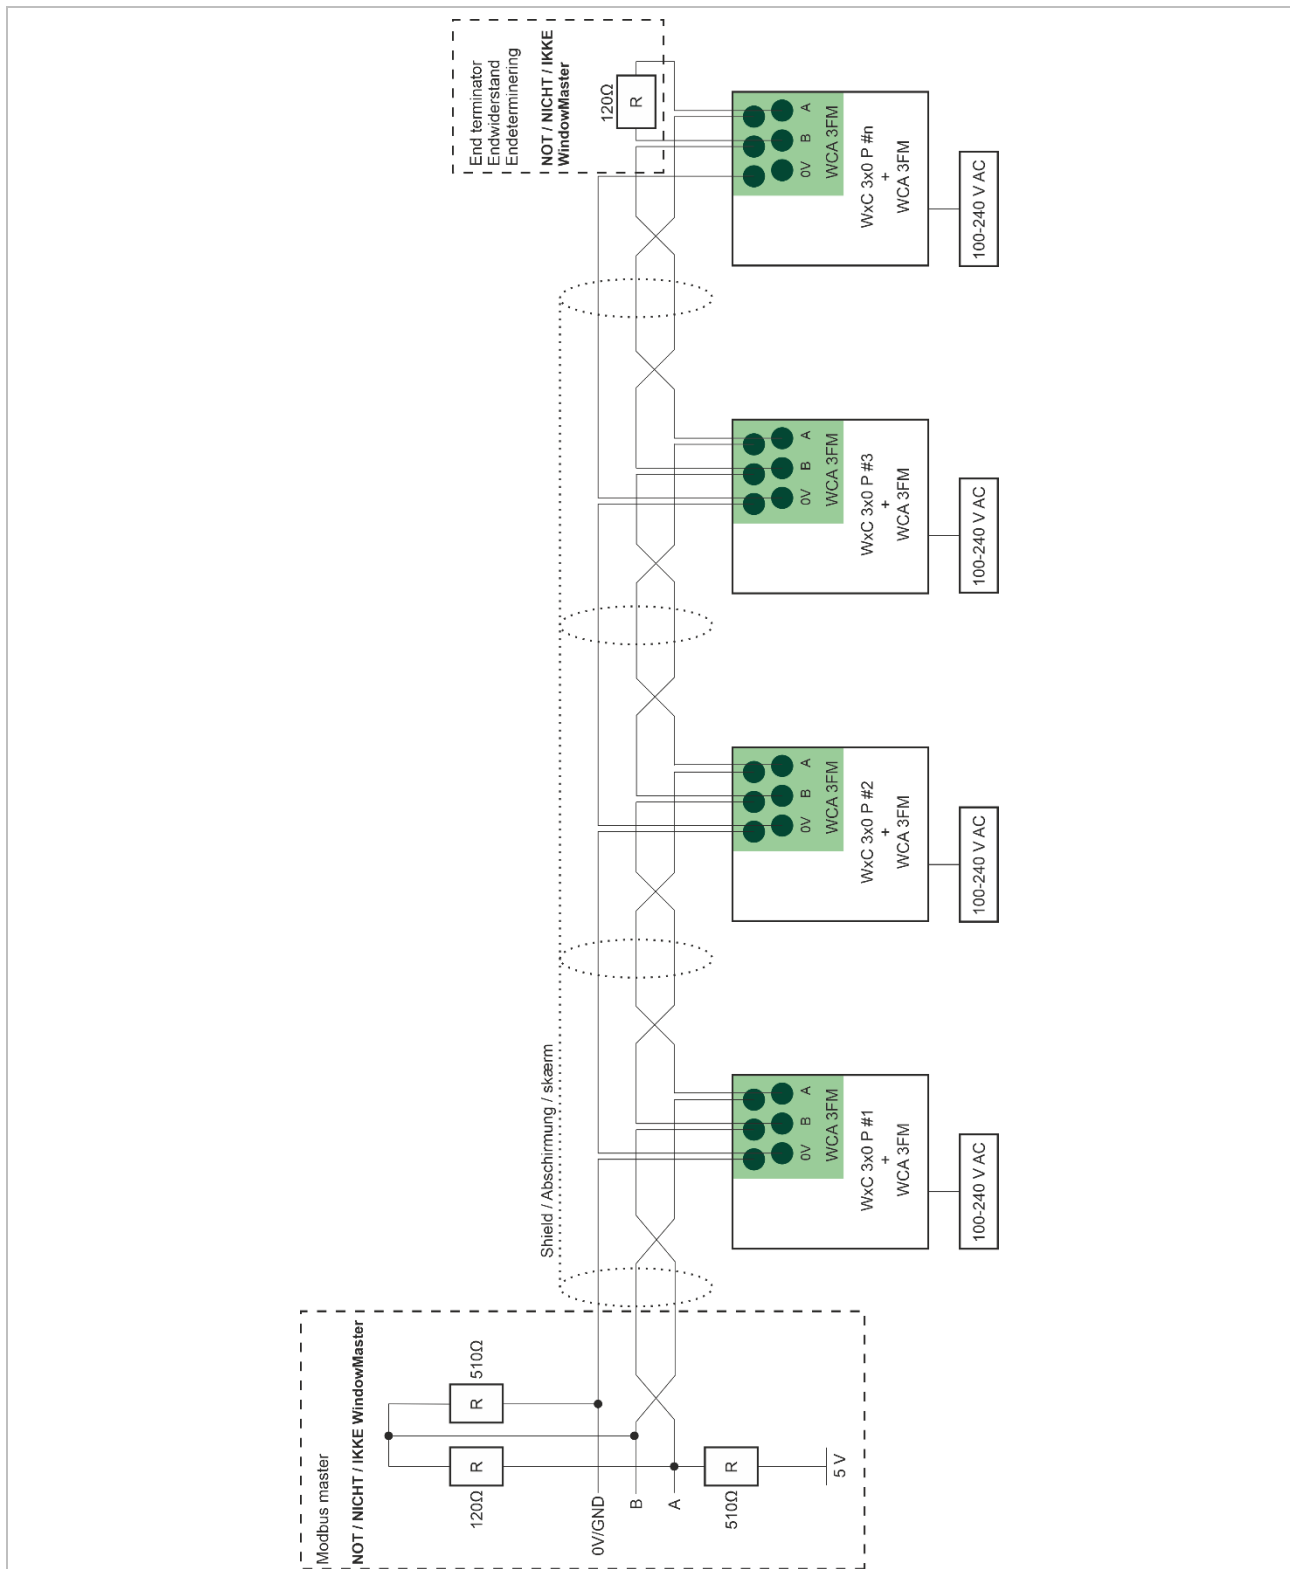 Modbus master
NOT / NICHT / IKKE WindowMaster
120Ω
R
510Ω
R
0V/GND
B
A
510Ω
R
5 V
Shield / Abschirmung / skærm
0V
B
A
WCA 3FM
WxC 3x0 P #1
+
WCA 3FM
100-240 V AC
0V
B
A
WCA 3FM
WxC 3x0 P #2
+
WCA 3FM
100-240 V AC
0V
B
A
WCA 3FM
WxC 3x0 P #3
+
WCA 3FM
100-240 V AC
End terminator
Endwiderstand
Endeterminering
NOT / NICHT / IKKE
WindowMaster
120Ω
R
0V
B
A
WCA 3FM
WxC 3x0 P #n
+
WCA 3FM
100-240 V AC